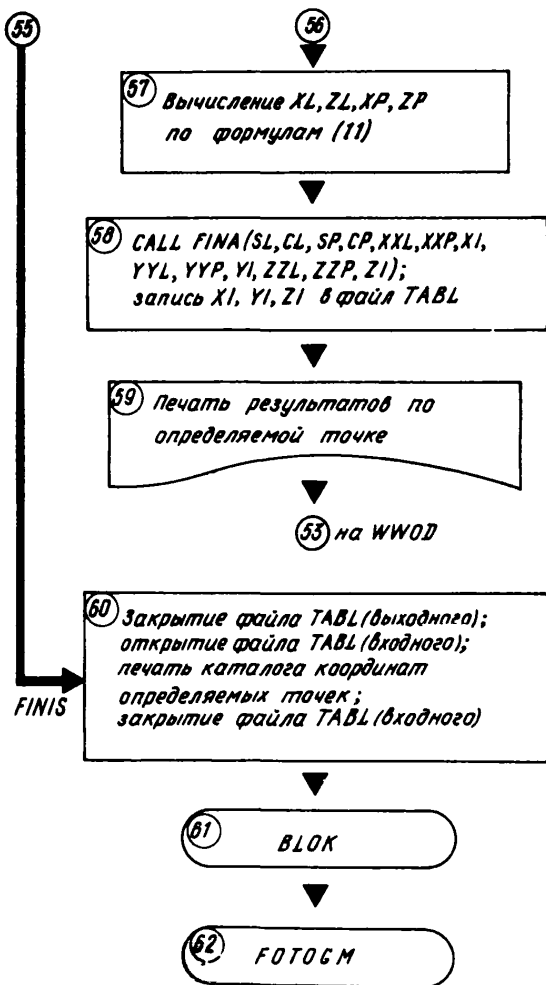 55
56
57 Вычисление XL, ZL, XP, ZP
по формулам (11)
58 CALL FINA(SL, CL, SP, CP, XXL, XXP, XI,
YYL, YYP, YI, ZZL, ZZP, ZI);
запись XI, YI, ZI в файл TABL
59 Печать результатов по
определяемой точке
53 на WWOD
60 Закрытие файла TABL (выходного);
открытие файла TABL (входного);
печать каталога координат
определяемых точек;
закрытие файла TABL (входного)
FINIS
61 BLOK
62 FOTOGM